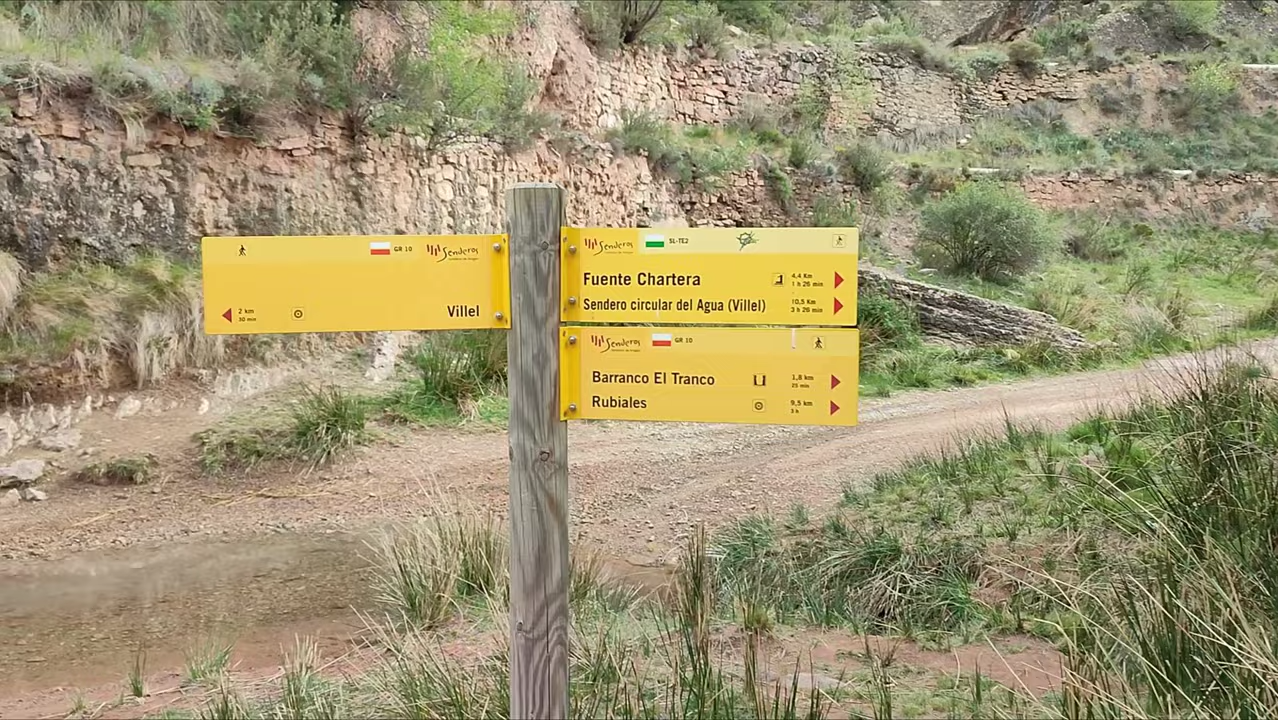 GR 10
Senderos
2 km
30 min
Villel
Senderos
SL-TE2
Fuente Chartera
4,4 Km
1 h 26 min
Sendero circular del Agua (Villel)
10,5 Km
3 h 26 min
Senderos
GR 10
Barranco El Tranco
1,8 km
25 min
Rubiales
9,5 km
3 h